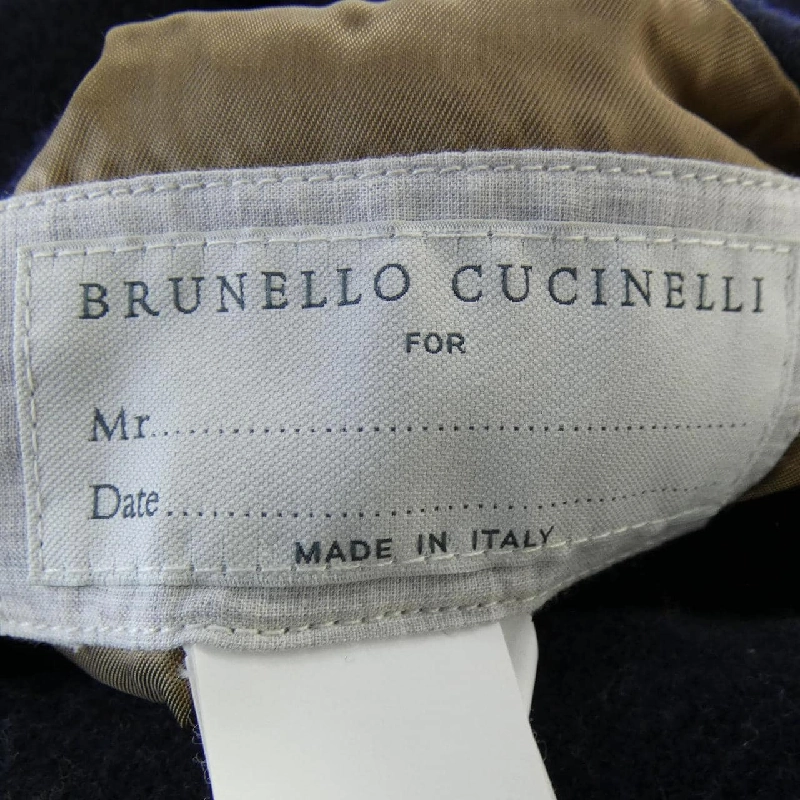 BRUNELLO CUCINELLI
FOR
Mr................................................
Date................................................
MADE IN ITALY